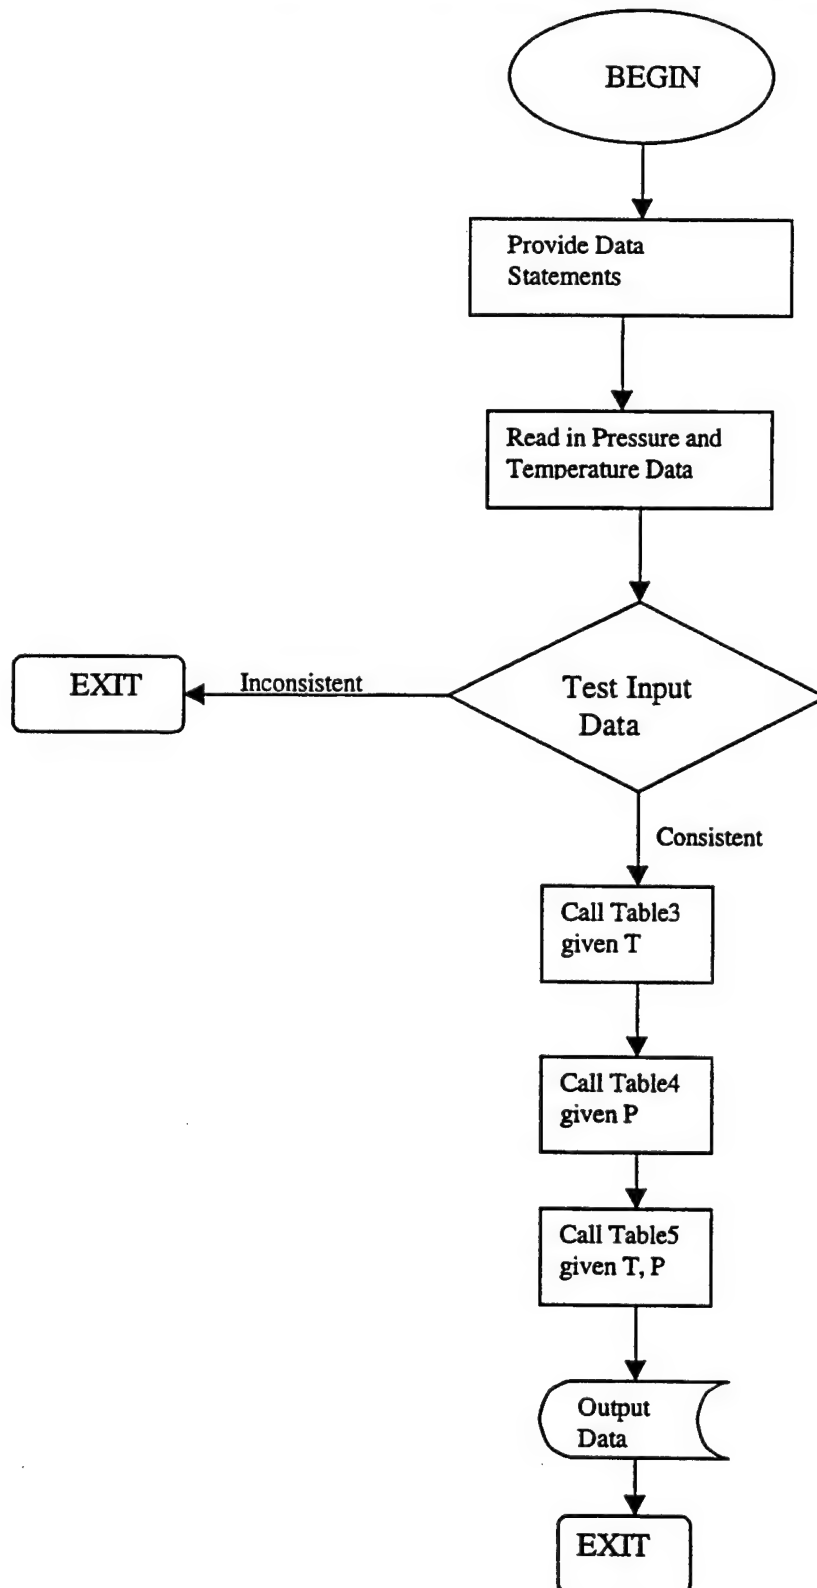 BEGIN
Provide Data
Statements
Read in Pressure and
Temperature Data
EXIT
Inconsistent
Test Input
Data
Consistent
Call Table3
given T
Call Table4
given P
Call Table5
given T, P
Output
Data
EXIT